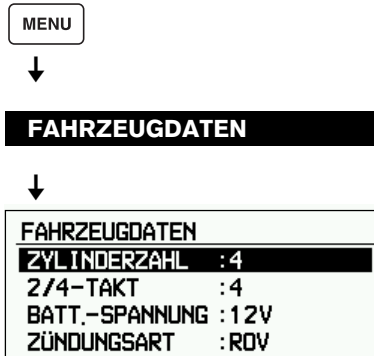 MENU
FAHRZEUGDATEN
FAHRZEUGDATEN
ZYLINDERZAHL :4
2/4-TAKT :4
BATT.-SPANNUNG :12V
ZÜNDUNGSART :ROV